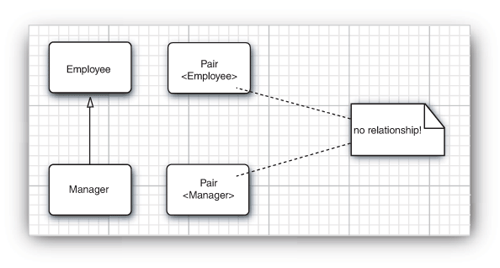 Employee
Pair
<Employee>
no relationship!
Manager
Pair
<Manager>